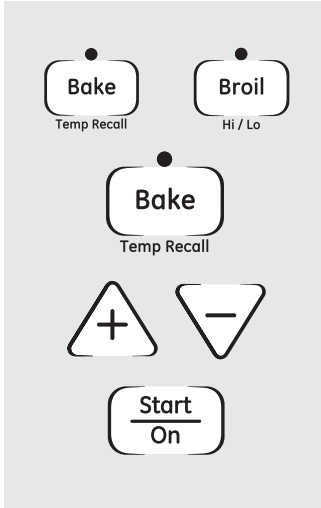 Bake Broil
Temp Recall Hi / Lo
Bake
Temp Recall
+ −
Start
On